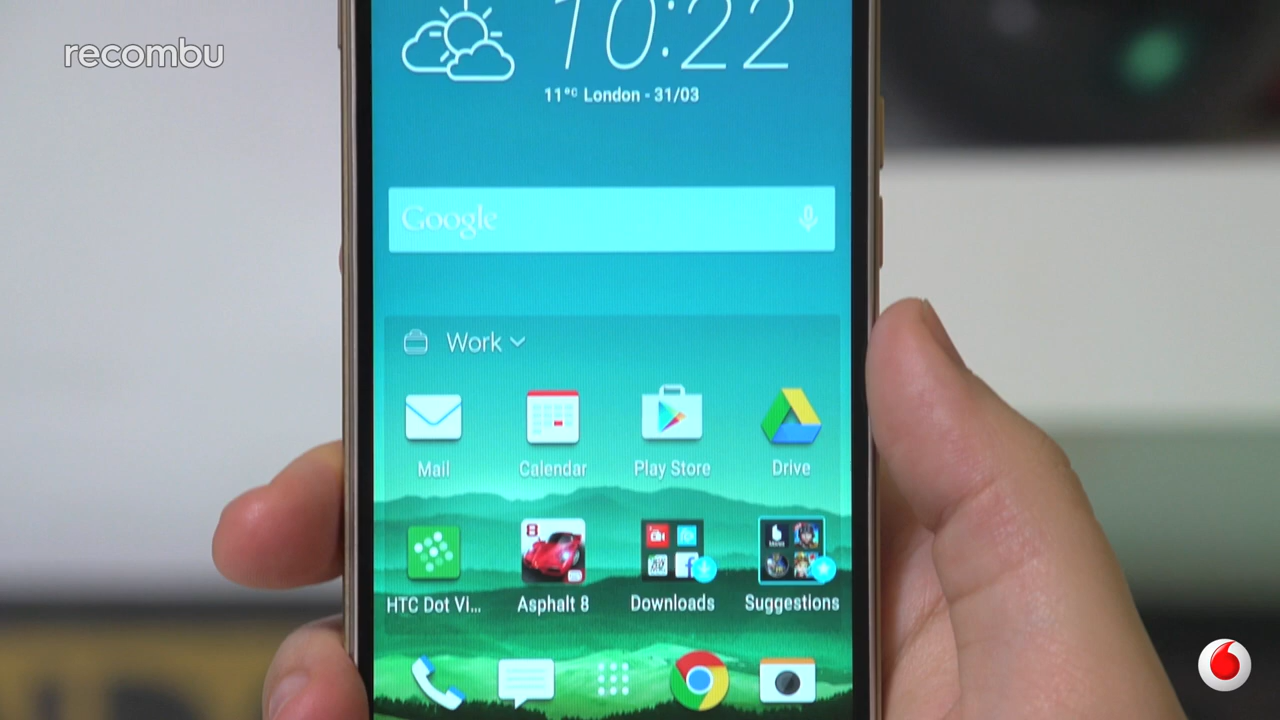 recombu
10:22
11°C London - 31/03
Google
Work
Mail Calendar Play Store Drive
8
HTC Dot Vi... Asphalt 8 Downloads Suggestions